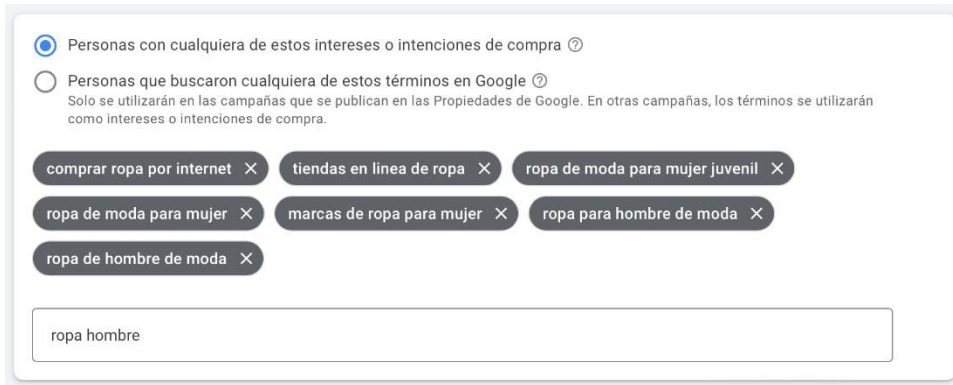 Personas con cualquiera de estos intereses o intenciones de compra
Personas que buscaron cualquiera de estos términos en Google
Solo se utilizarán en las campañas que se publican en las Propiedades de Google. En otras campañas, los términos se utilizarán
como intereses o intenciones de compra.
comprar ropa por internet
tiendas en linea de ropa
ropa de moda para mujer juvenil
ropa de moda para mujer
marcas de ropa para mujer
ropa para hombre de moda
ropa de hombre de moda
ropa hombre